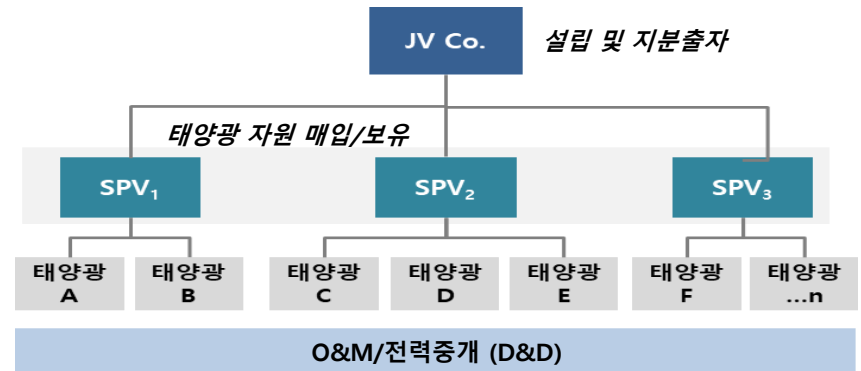 JV Co.
설립 및 지분출자
태양광 자원 매입/보유
SPV₁
SPV₂
SPV₃
태양광
A
태양광
B
태양광
C
태양광
D
태양광
E
태양광
F
태양광
...n
O&M/전력중개 (D&D)